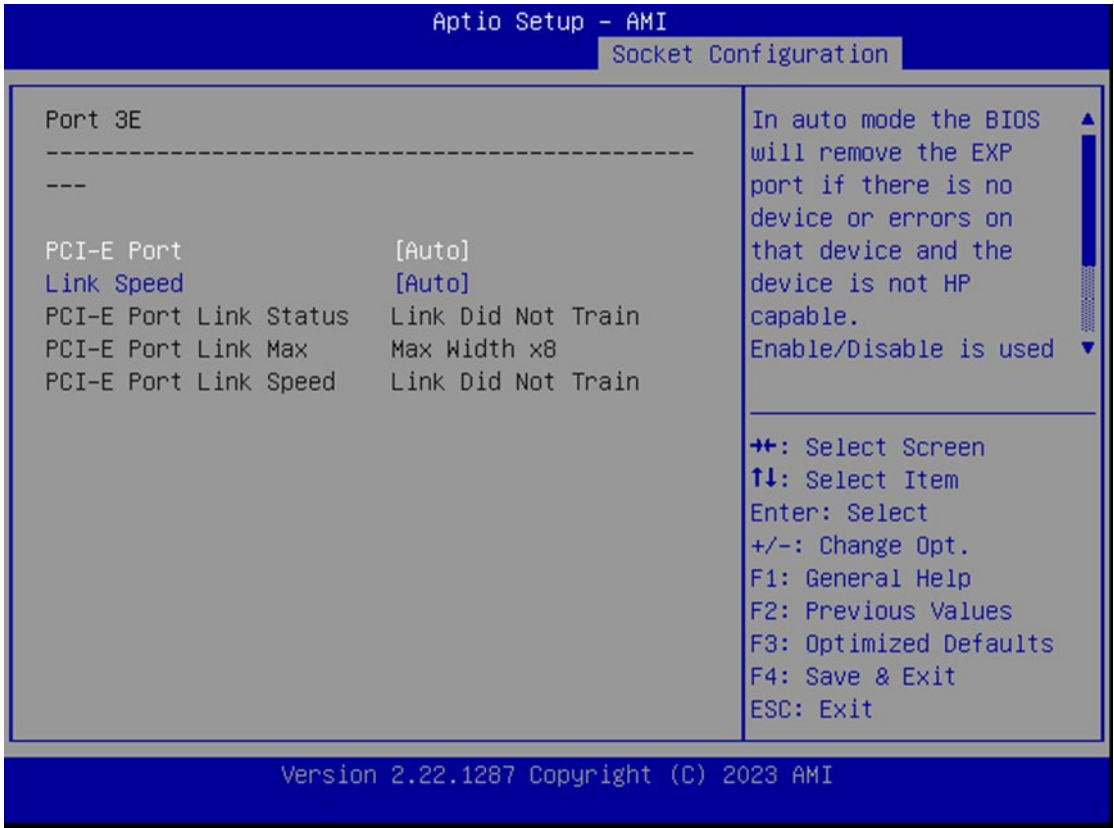 Aptio Setup – AMI
Socket Configuration
Port 3E
-----------------------------------------------
---
PCI-E Port [Auto]
Link Speed [Auto]
PCI-E Port Link Status Link Did Not Train
PCI-E Port Link Max Max Width x8
PCI-E Port Link Speed Link Did Not Train
In auto mode the BIOS
will remove the EXP
port if there is no
device or errors on
that device and the
device is not HP
capable.
Enable/Disable is used
→←: Select Screen
↑↓: Select Item
Enter: Select
+/-: Change Opt.
F1: General Help
F2: Previous Values
F3: Optimized Defaults
F4: Save & Exit
ESC: Exit
Version 2.22.1287 Copyright (C) 2023 AMI